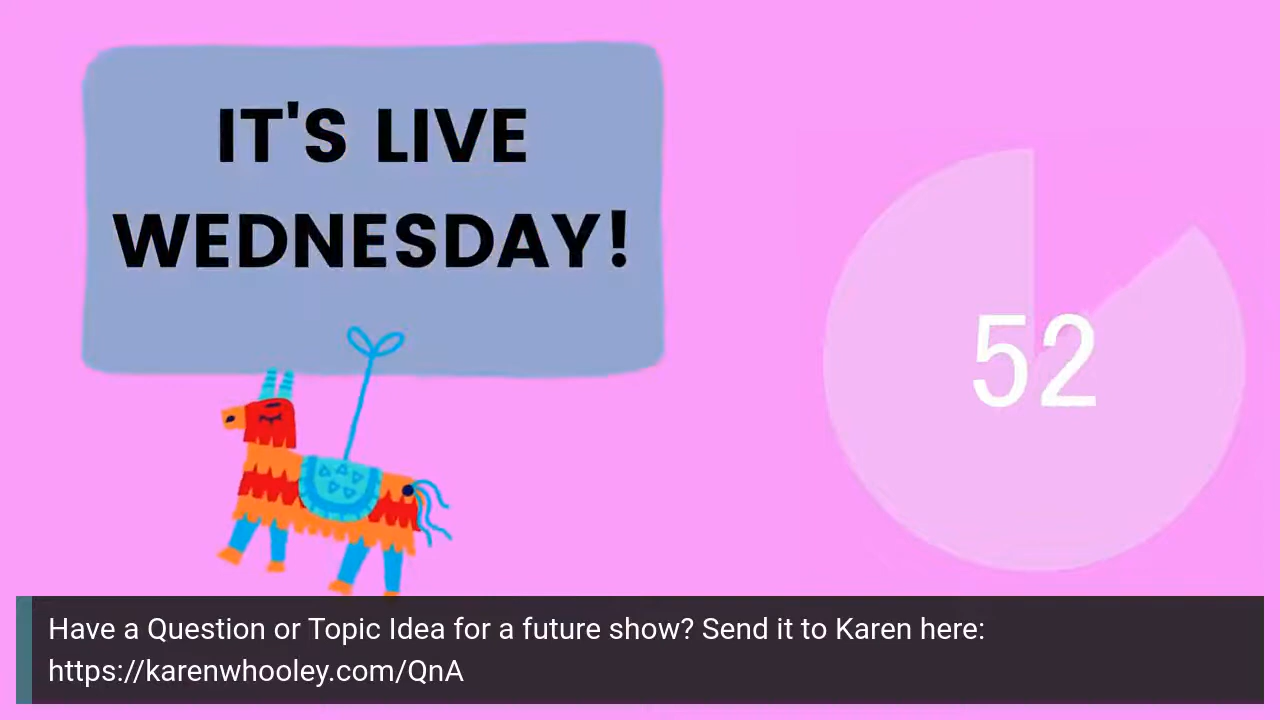 IT'S LIVE
WEDNESDAY!
52
Have a Question or Topic Idea for a future show? Send it to Karen here:
https://karenwhooley.com/QnA